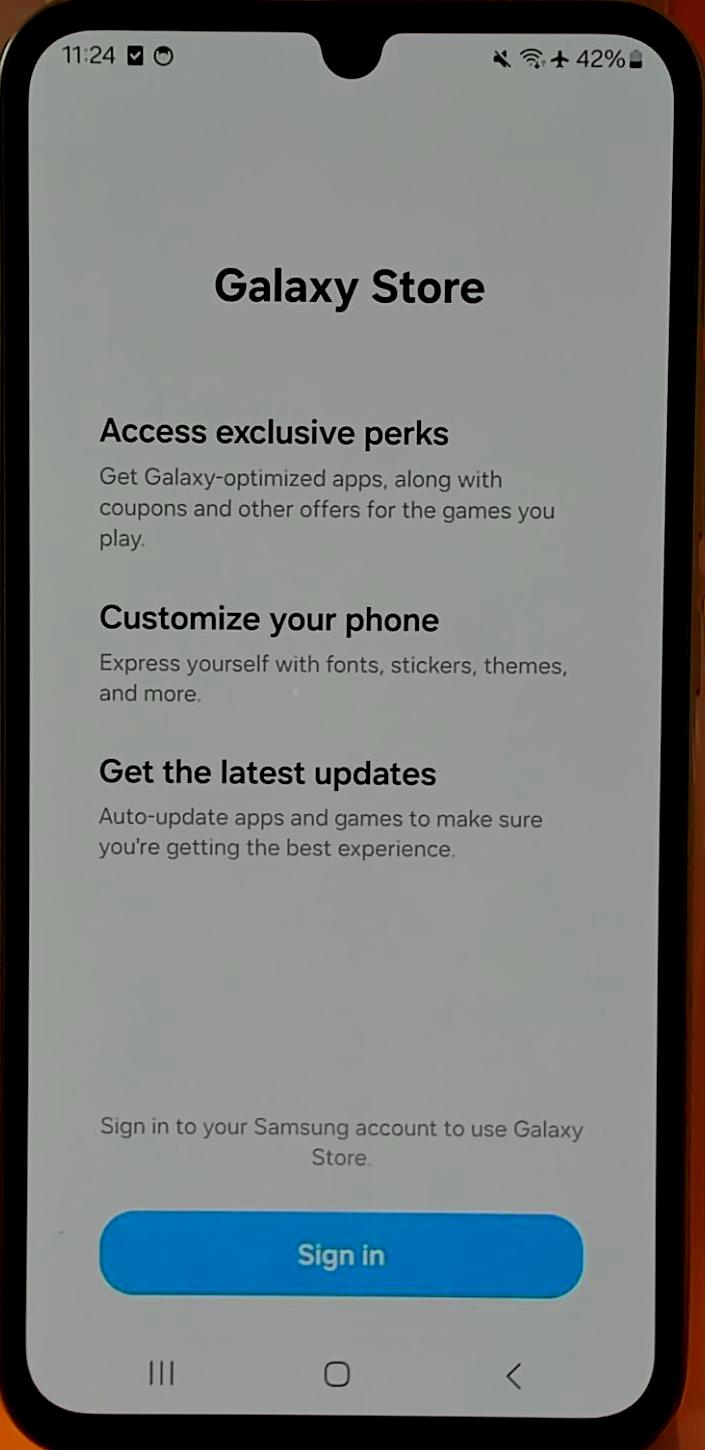 11:24
42%
Galaxy Store
Access exclusive perks
Get Galaxy-optimized apps, along with
coupons and other offers for the games you
play.
Customize your phone
Express yourself with fonts, stickers, themes,
and more.
Get the latest updates
Auto-update apps and games to make sure
you're getting the best experience.
Sign in to your Samsung account to use Galaxy
Store.
Sign in